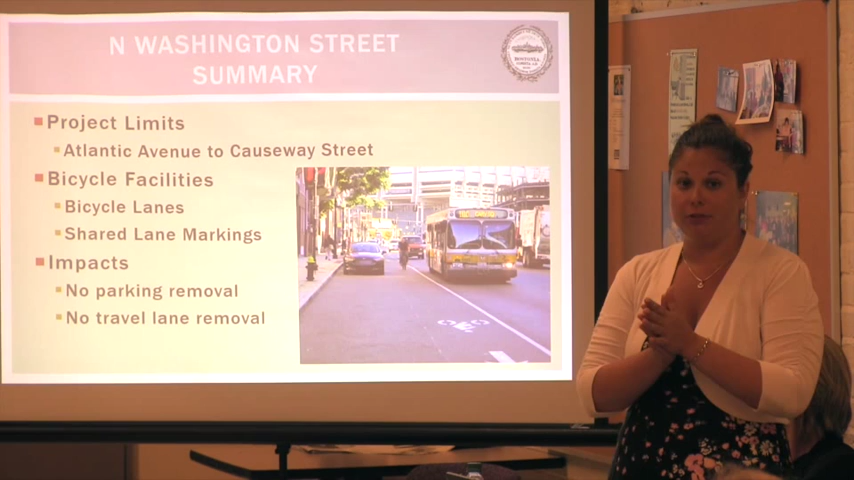 N WASHINGTON STREET
SUMMARY
Project Limits
Atlantic Avenue to Causeway Street
Bicycle Facilities
Bicycle Lanes
Shared Lane Markings
Impacts
No parking removal
No travel lane removal